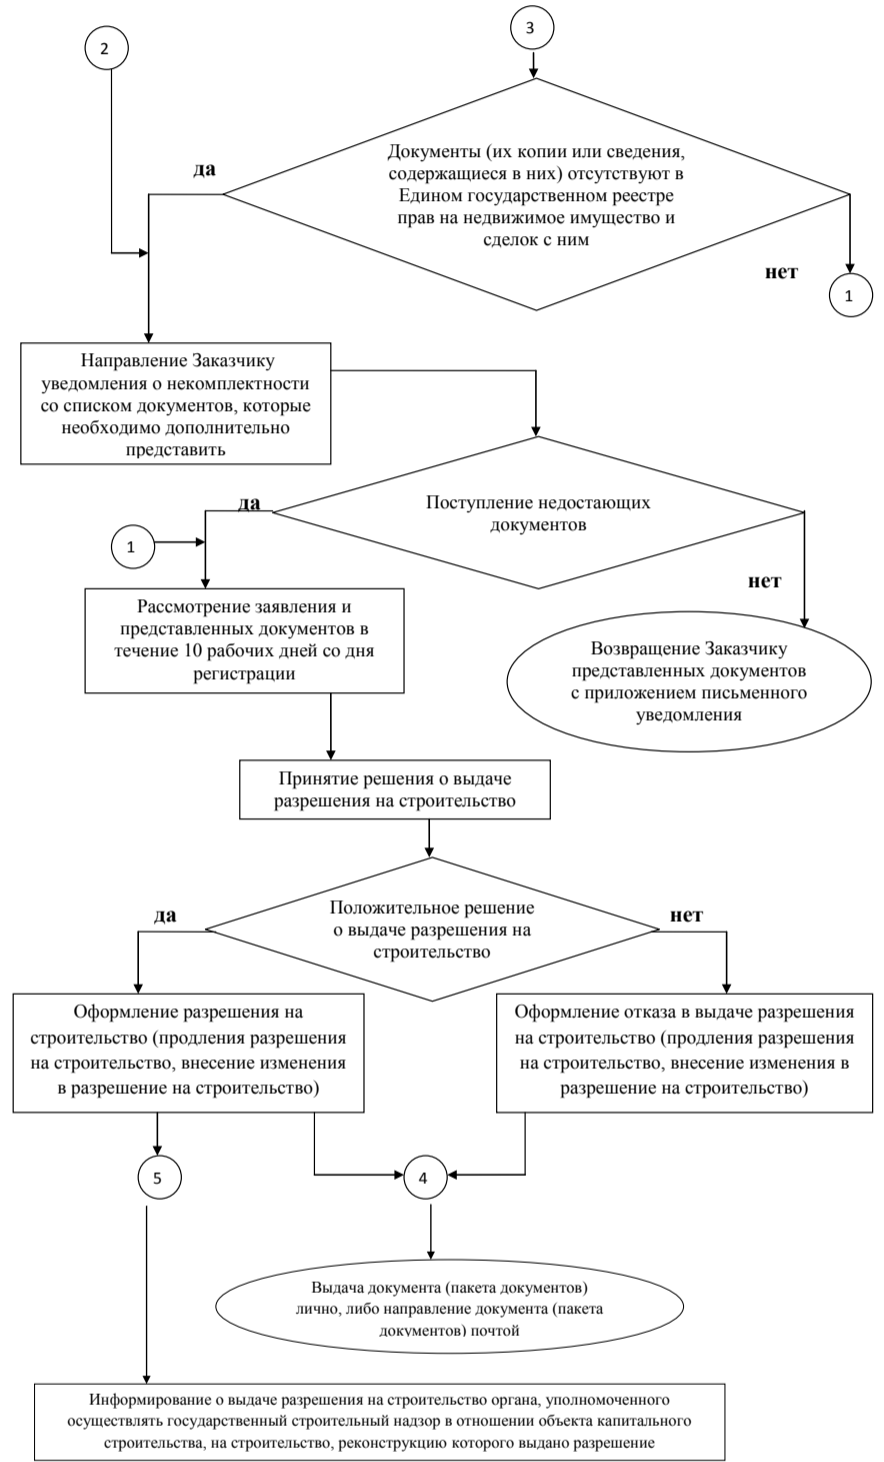 2
3
Документы (их копии или сведения,
содержащиеся в них) отсутствуют в
Едином государственном реестре
прав на недвижимое имущество и
сделок с ним
да
нет
1
Направление Заказчику
уведомления о некомплектности
со списком документов, которые
необходимо дополнительно
представить
да
Поступление недостающих
документов
1
нет
Рассмотрение заявления и
представленных документов в
течение 10 рабочих дней со дня
регистрации
Возвращение Заказчику
представленных документов
с приложением письменного
уведомления
Принятие решения о выдаче
разрешения на строительство
да
Положительное решение
о выдаче разрешения на
строительство
нет
Оформление разрешения на
строительство (продления разрешения
на строительство, внесение изменения
в разрешение на строительство)
Оформление отказа в выдаче разрешения
на строительство (продления разрешения
на строительство, внесение изменения в
разрешение на строительство)
5
4
Выдача документа (пакета документов)
лично, либо направление документа (пакета
документов) почтой
Информирование о выдаче разрешения на строительство органа, уполномоченного
осуществлять государственный строительный надзор в отношении объекта капитального
строительства, на строительство, реконструкцию которого выдано разрешение